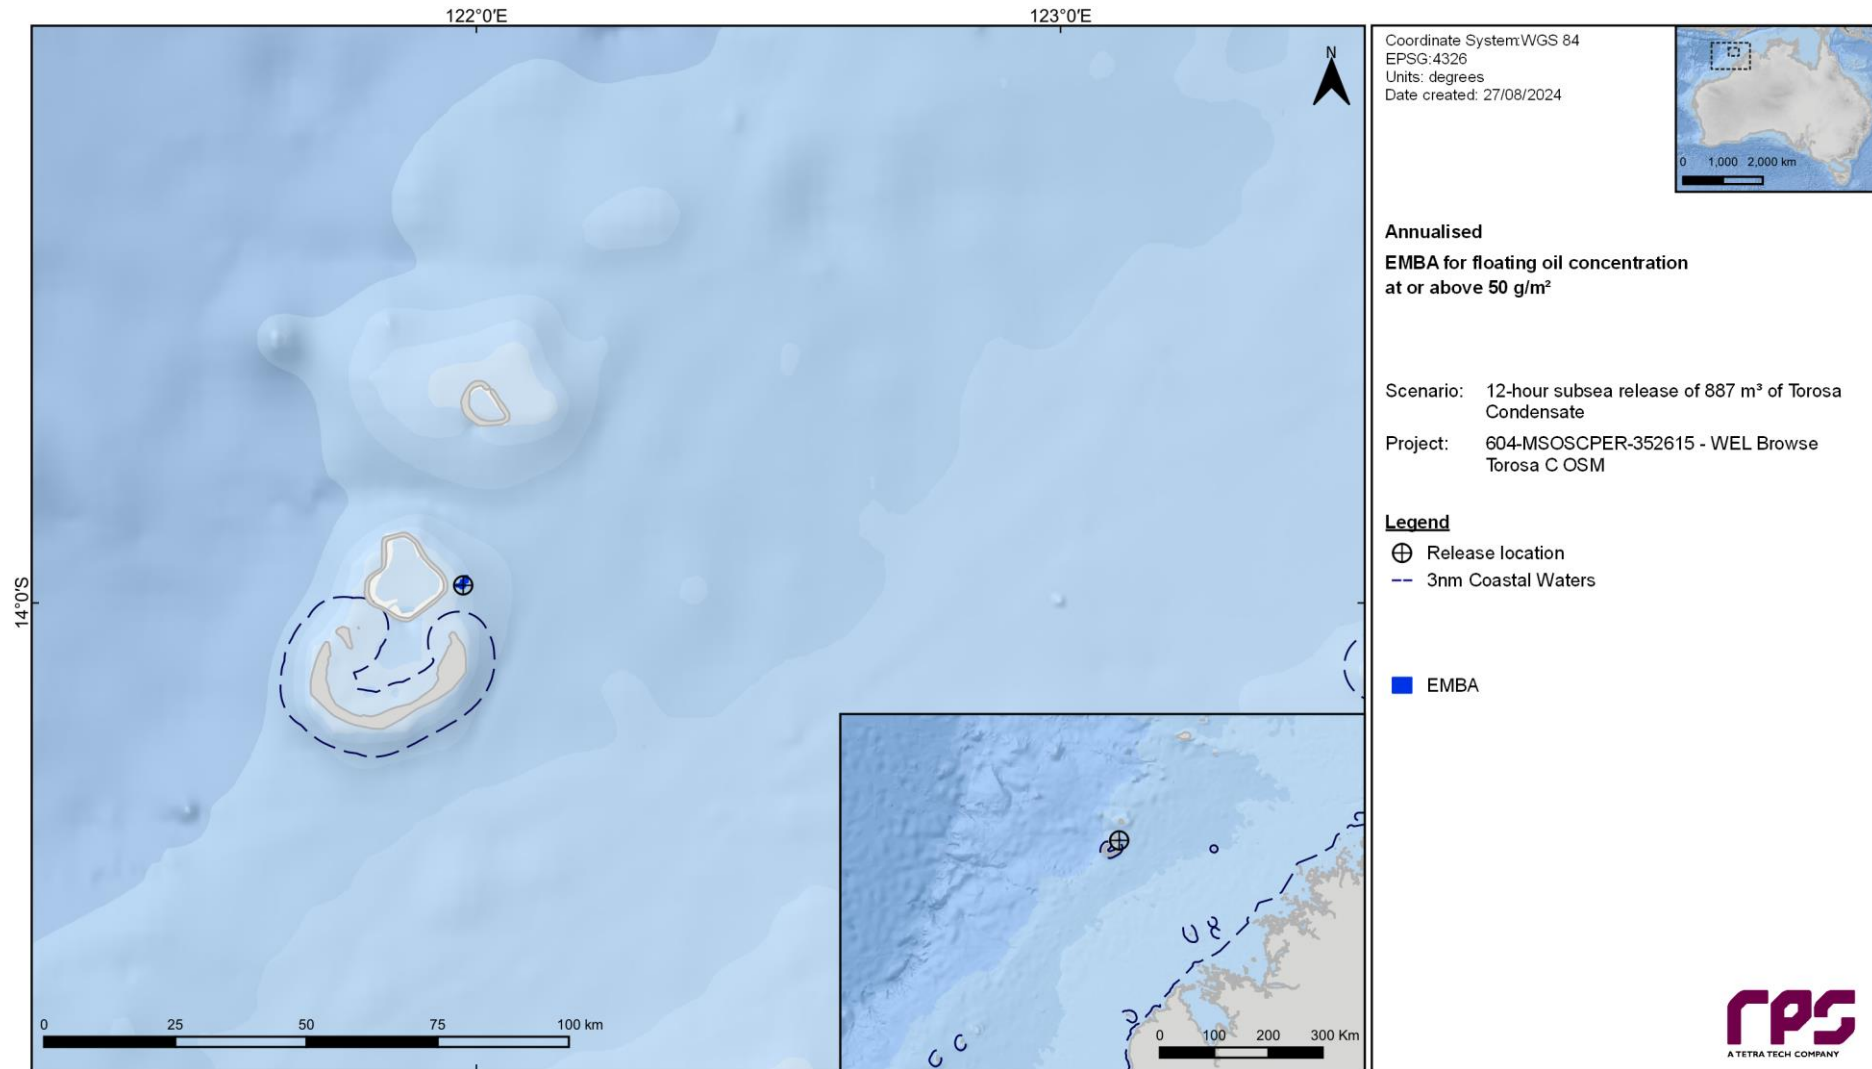 122°0'E
123°0'E
14°0'S
N
0 25 50 75 100 km
0 100 200 300 Km
Coordinate System:WGS 84
EPSG:4326
Units: degrees
Date created: 27/08/2024
0 1,000 2,000 km
Annualised
EMBA for floating oil concentration
at or above 50 g/m²
Scenario: 12-hour subsea release of 887 m³ of Torosa
Condensate
Project: 604-MSOSCPER-352615 - WEL Browse
Torosa C OSM
Legend
Release location
3nm Coastal Waters
EMBA
rps
A TETRA TECH COMPANY